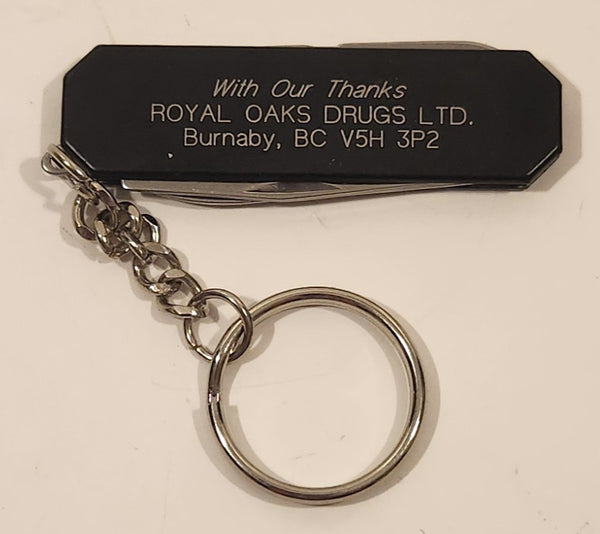 With Our Thanks
ROYAL OAKS DRUGS LTD.
Burnaby, BC V5H 3P2